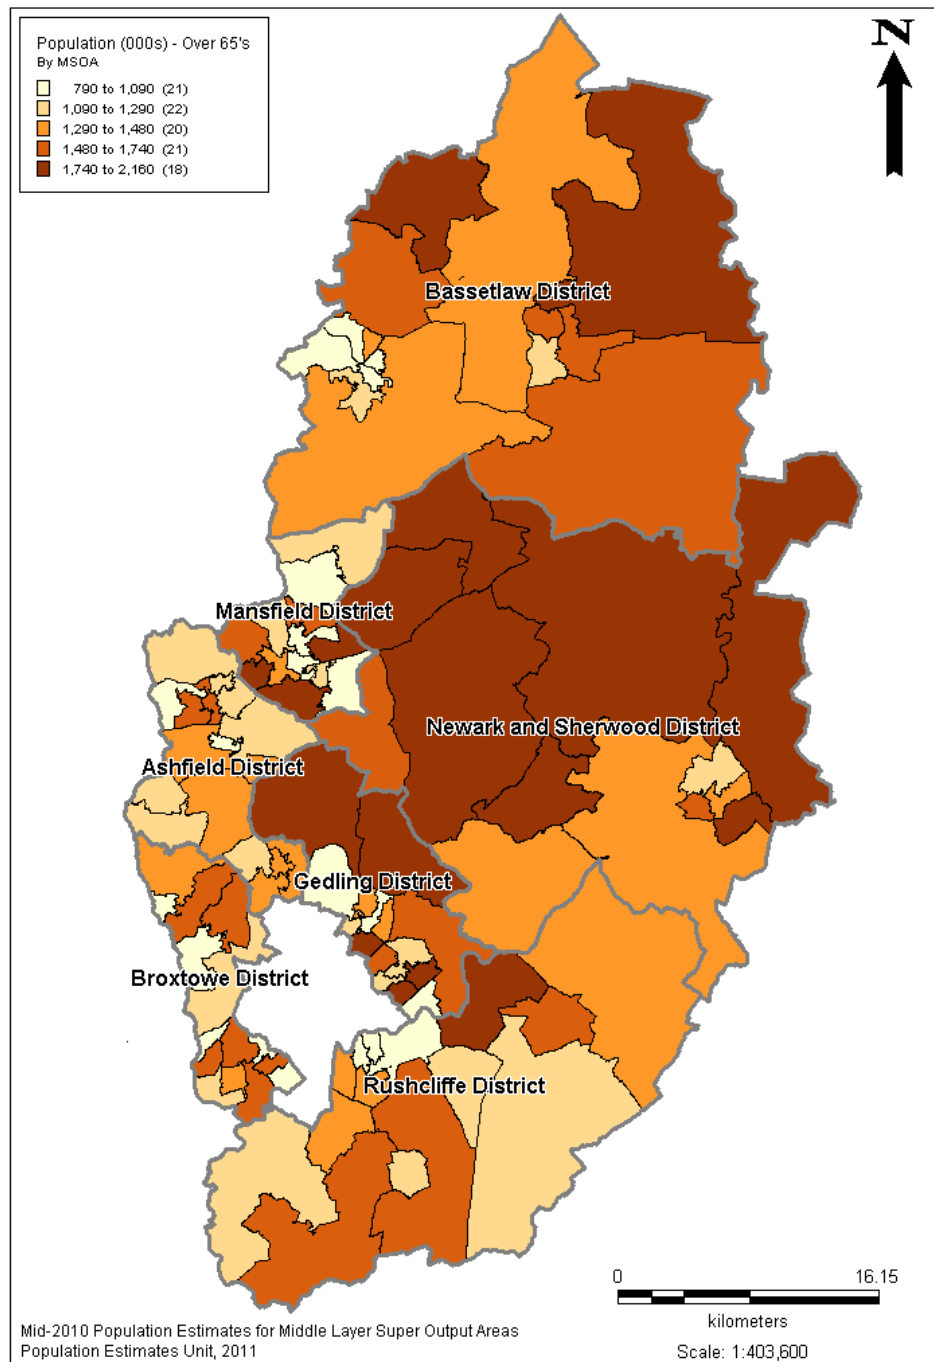 Population (000s) - Over 65's
By MSOA
790 to 1,090 (21)
1,090 to 1,290 (22)
1,290 to 1,480 (20)
1,480 to 1,740 (21)
1,740 to 2,160 (18)
N
Bassetlaw District
Mansfield District
Newark and Sherwood District
Ashfield District
Gedling District
Broxtowe District
Rushcliffe District
0 16.15
kilometers
Scale: 1:403,600
Mid-2010 Population Estimates for Middle Layer Super Output Areas
Population Estimates Unit, 2011